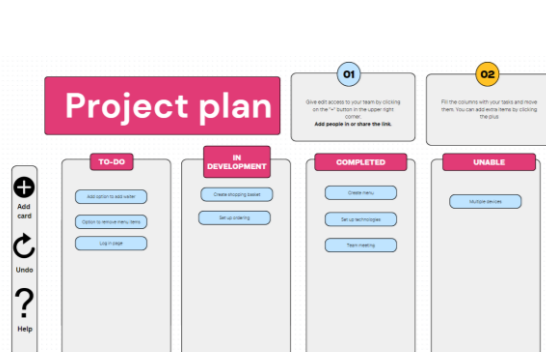 01
02
Project plan
Give edit access to your team by clicking
on the "+" button in the upper right
corner.
Add people in or share the link.
Fill the columns with your tasks and move
them. You can add extra items by clicking
the plus
TO-DO
IN
DEVELOPMENT
COMPLETED
UNABLE
Add
card
Undo
Help
Add option to add waiter
Option to remove menu items
Log in page
Create shopping basket
Set up ordering
Create menu
Set up technologies
Team meeting
Multiple devices